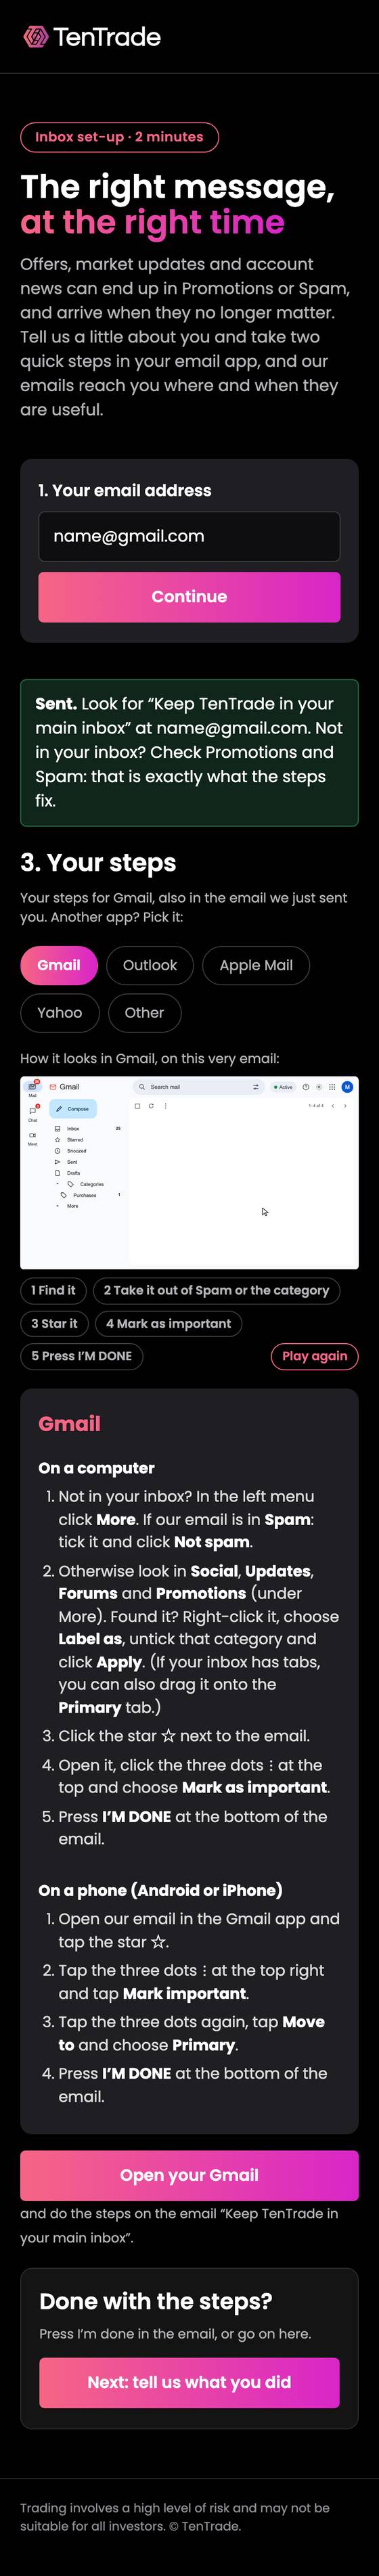 TenTrade
Inbox set-up · 2 minutes
The right message,
at the right time
Offers, market updates and account
news can end up in Promotions or Spam,
and arrive when they no longer matter.
Tell us a little about you and take two
quick steps in your email app, and our
emails reach you where and when they
are useful.
1. Your email address
name@gmail.com
Continue
Sent. Look for “Keep TenTrade in your
main inbox” at name@gmail.com. Not
in your inbox? Check Promotions and
Spam: that is exactly what the steps
fix.
3. Your steps
Your steps for Gmail, also in the email we just sent
you. Another app? Pick it:
Gmail
Outlook
Apple Mail
Yahoo
Other
How it looks in Gmail, on this very email:
Mail
Chat
Meet
Gmail
Search mail
Active
M
Compose
Inbox 25
Starred
Snoozed
Sent
Drafts
Categories
Purchases 1
More
1 Find it
2 Take it out of Spam or the category
3 Star it
4 Mark as important
5 Press I’M DONE
Play again
Gmail
On a computer
1. Not in your inbox? In the left menu
click More. If our email is in Spam:
tick it and click Not spam.
2. Otherwise look in Social, Updates,
Forums and Promotions (under
More). Found it? Right-click it, choose
Label as, untick that category and
click Apply. (If your inbox has tabs,
you can also drag it onto the
Primary tab.)
3. Click the star ☆ next to the email.
4. Open it, click the three dots ⋮ at the
top and choose Mark as important.
5. Press I’M DONE at the bottom of the
email.
On a phone (Android or iPhone)
1. Open our email in the Gmail app and
tap the star ☆.
2. Tap the three dots ⋮ at the top right
and tap Mark important.
3. Tap the three dots again, tap Move
to and choose Primary.
4. Press I’M DONE at the bottom of the
email.
Open your Gmail
and do the steps on the email “Keep TenTrade in
your main inbox”.
Done with the steps?
Press I’m done in the email, or go on here.
Next: tell us what you did
Trading involves a high level of risk and may not be
suitable for all investors. © TenTrade.